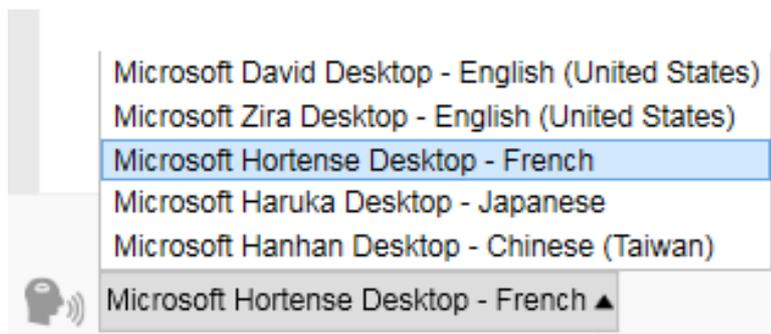 Microsoft David Desktop - English (United States)
Microsoft Zira Desktop - English (United States)
Microsoft Hortense Desktop - French
Microsoft Haruka Desktop - Japanese
Microsoft Hanhan Desktop - Chinese (Taiwan)
Microsoft Hortense Desktop - French ▲